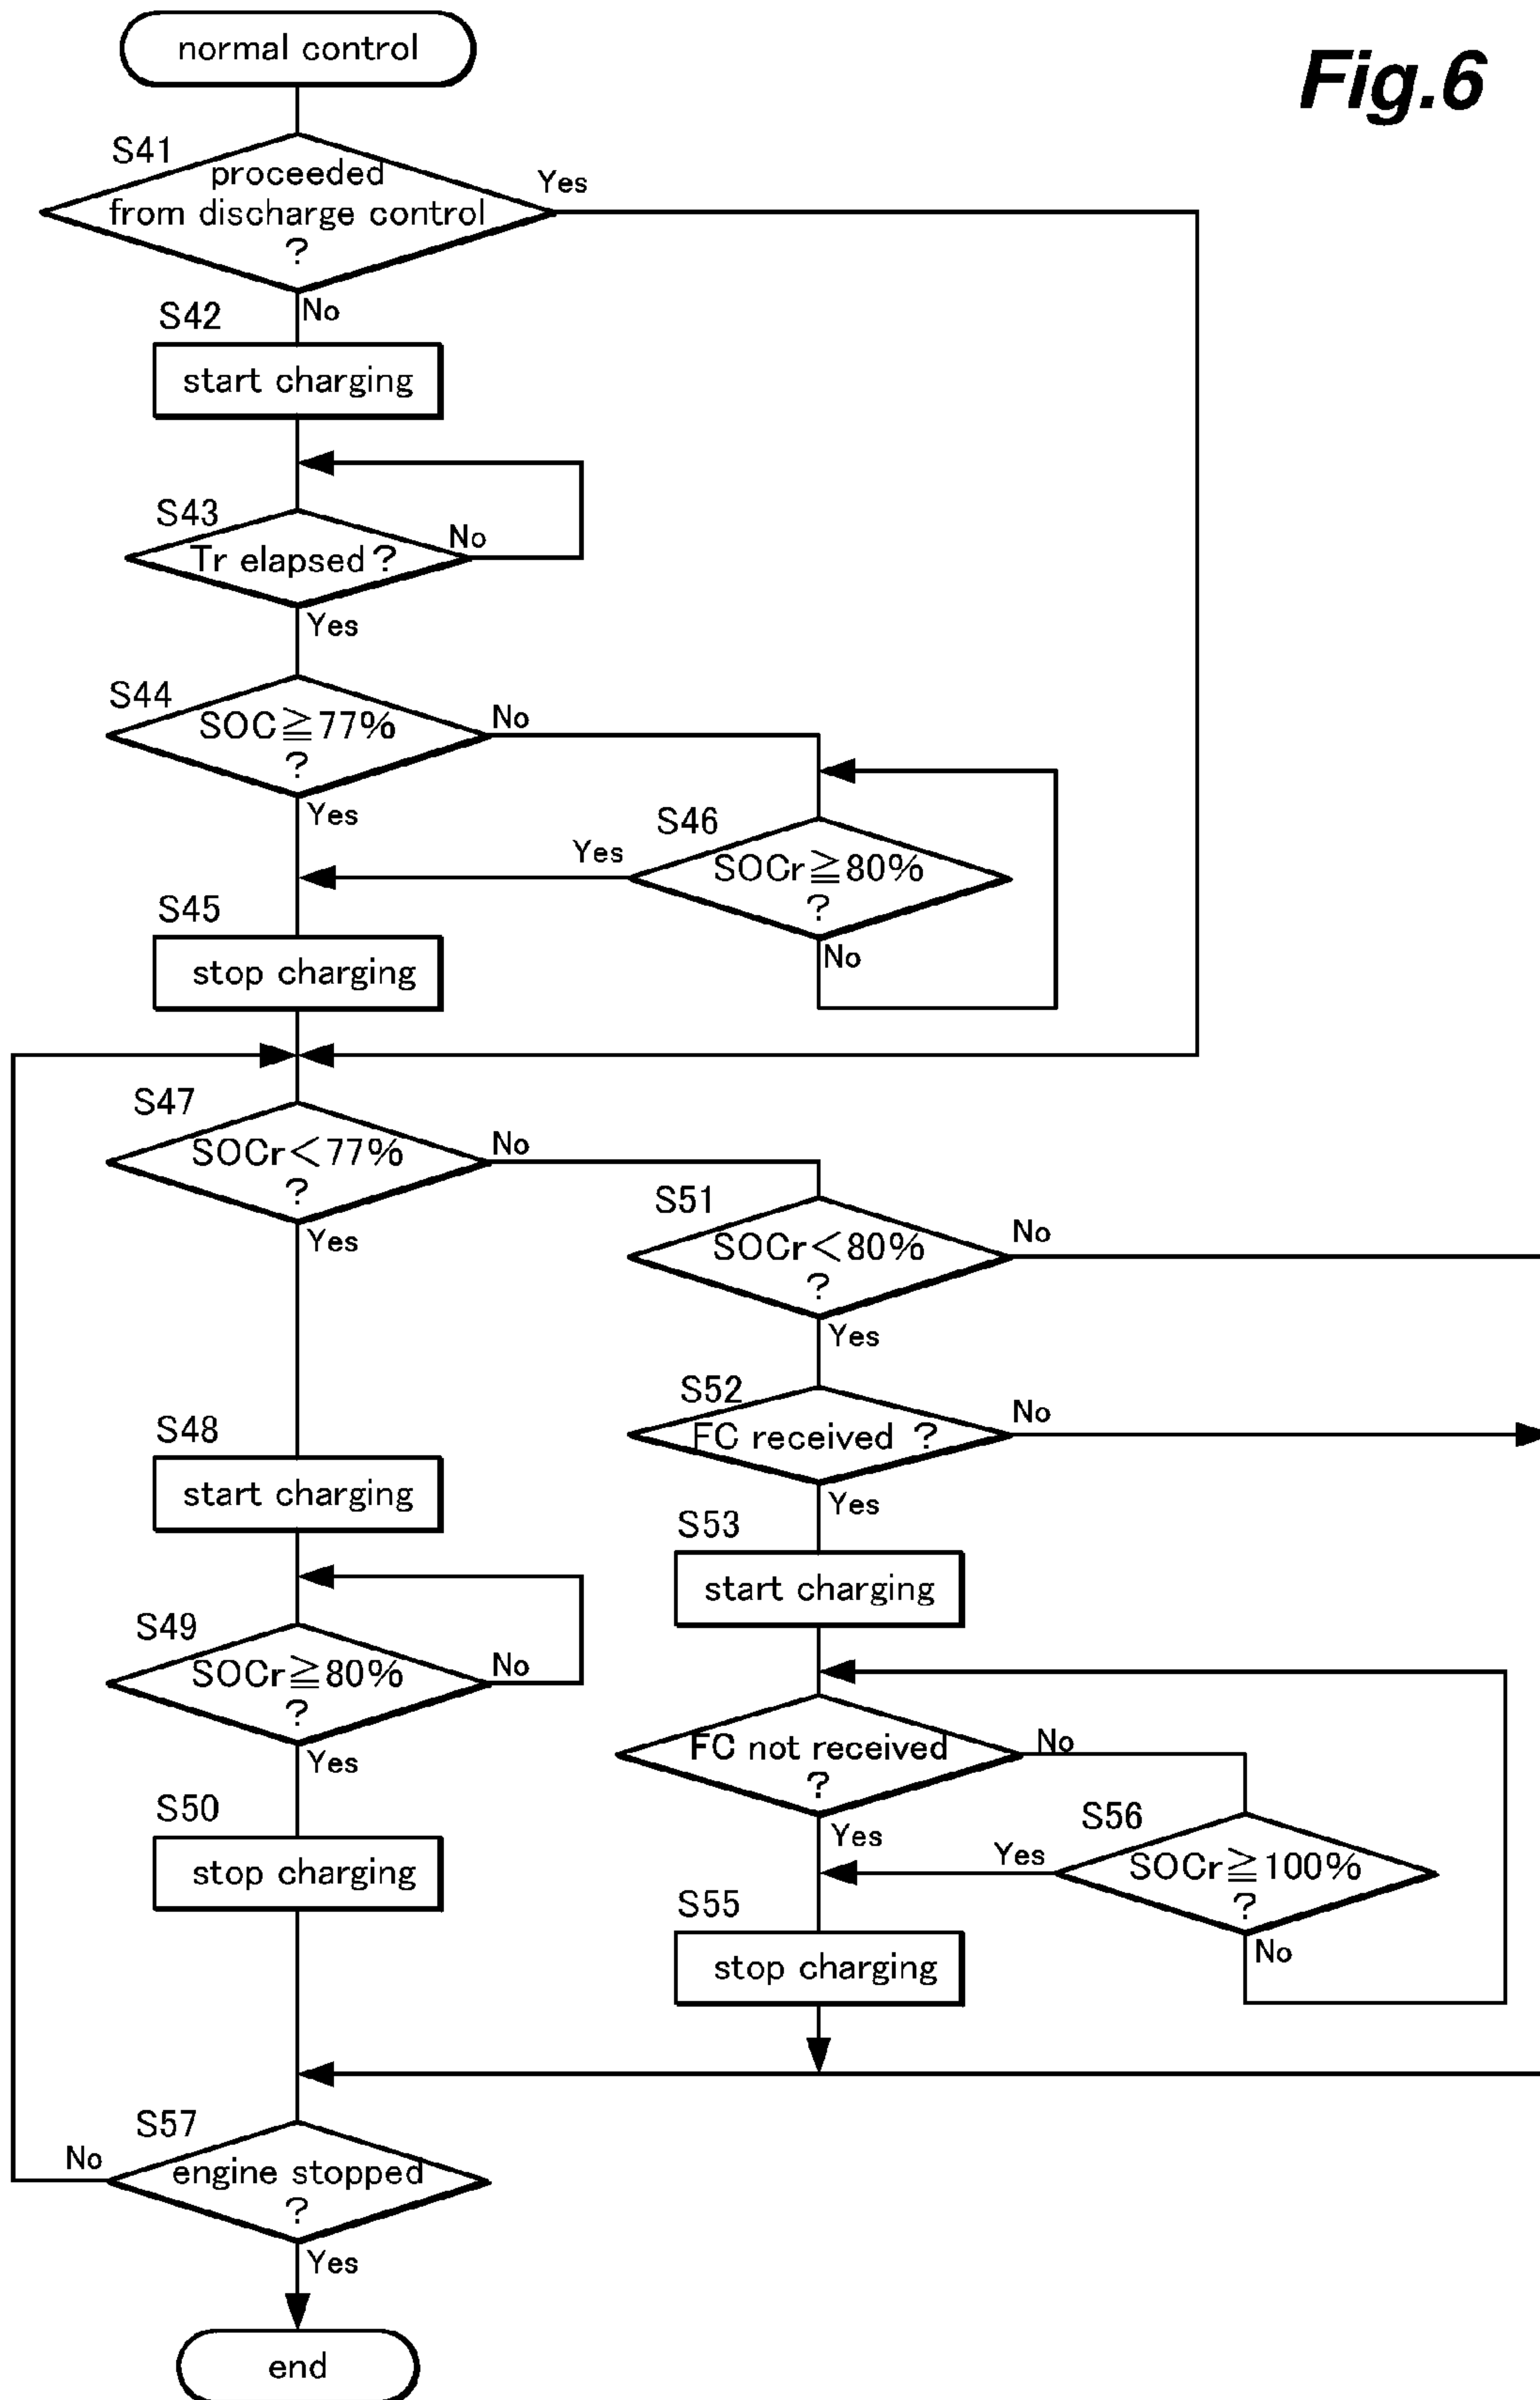 Fig.6
normal control
S41
proceeded
from discharge control
?
Yes
No
S42
start charging
S43
Tr elapsed?
No
Yes
S44
SOC≧77%
?
No
Yes
S46
SOCr≧80%
?
Yes
No
S45
stop charging
S47
SOCr<77%
?
No
Yes
S51
SOCr<80%
?
No
Yes
S52
FC received ?
No
Yes
S48
start charging
S53
start charging
S49
SOCr≧80%
?
No
Yes
FC not received
?
No
Yes
S50
stop charging
S56
SOCr≧100%
?
Yes
No
S55
stop charging
S57
engine stopped
?
No
Yes
end